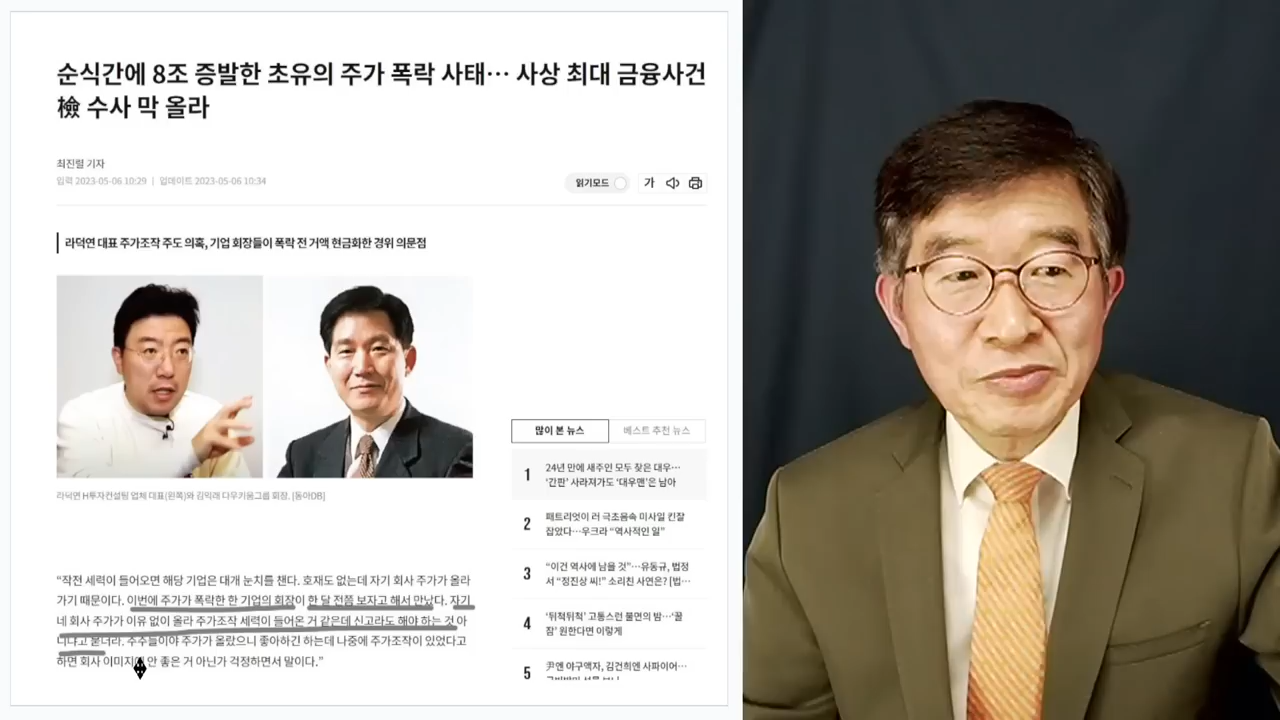 순식간에 8조 증발한 초유의 주가 폭락 사태… 사상 최대 금융사건
檢 수사 막 올라
최진렬 기자
입력 2023-05-06 10:29 | 업데이트 2023-05-06 10:34
읽기모드
가
라덕연 대표 주가조작 주도 의혹, 기업 회장들이 폭락 전 거액 현금화한 경위 의문점
라덕연 H투자컨설팅 업체 대표(왼쪽)와 김익래 다우키움그룹 회장. [동아DB]
“작전 세력이 들어오면 해당 기업은 대개 눈치를 챈다. 호재도 없는데 자기 회사 주가가 올라
가기 때문이다. 이번에 주가가 폭락한 한 기업의 회장이 한 달 전쯤 보자고 해서 만났다. 자기
네 회사 주가가 이유 없이 올라 주가조작 세력이 들어온 거 같은데 신고라도 해야 하는 것 아
니냐고 묻더라. 주주들이야 주가가 올랐으니 좋아하긴 하는데 나중에 주가조작이 있었다고
하면 회사 이미지에 안 좋은 거 아닌가 걱정하면서 말이다.”
많이 본 뉴스
베스트 추천 뉴스
1
24년 만에 새주인 모두 찾은 대우…
‘간판’ 사라져가도 ‘대우맨’은 남아
2
패트리엇이 러 극초음속 미사일 킨잘
잡았다…우크라 “역사적인 일”
3
“이건 역사에 남을 것”…유동규, 법정
서 “정진상 씨!” 소리친 사연은? [법…
4
‘뒤척뒤척’ 고통스런 불면의 밤…‘꿀
잠’ 원한다면 이렇게
5
尹엔 야구액자, 김건희엔 사파이어…